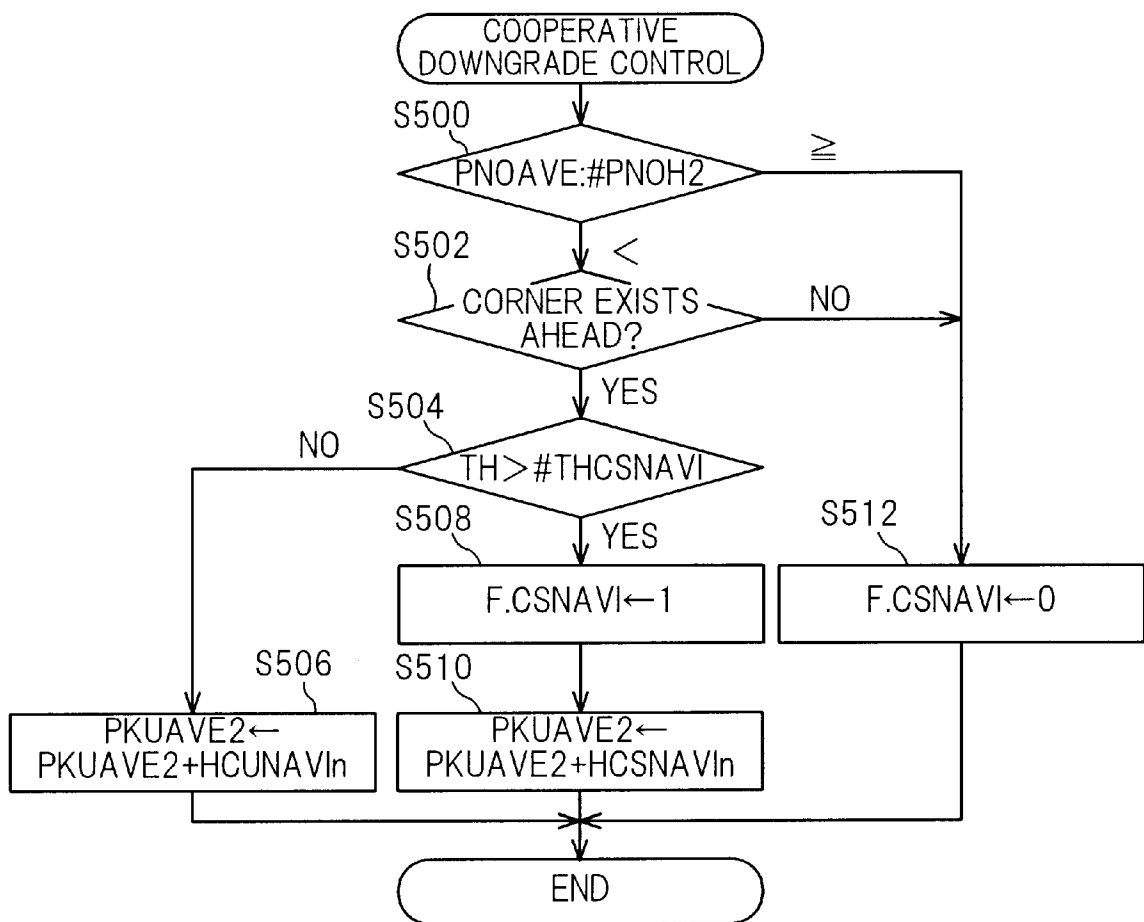 COOPERATIVE
DOWNGRADE CONTROL
S500
PNOAVE:#PNOH2
≧
<
S502
CORNER EXISTS
AHEAD?
NO
YES
S504
NO
TH>#THCSNAVI
YES
S508
F.CSNAVI←1
S512
F.CSNAVI←0
S506
PKUAVE2←
PKUAVE2+HCUNAVIn
S510
PKUAVE2←
PKUAVE2+HCSNAVIn
END